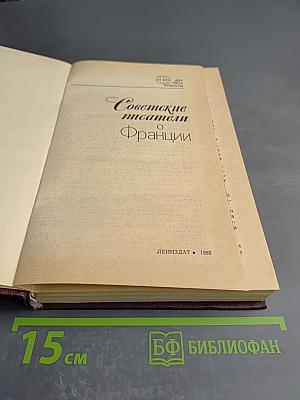 Советские
писатели
о
Франции
ЛЕНИЗДАТ • 1985
15 см
БФ БИБЛИОФАН